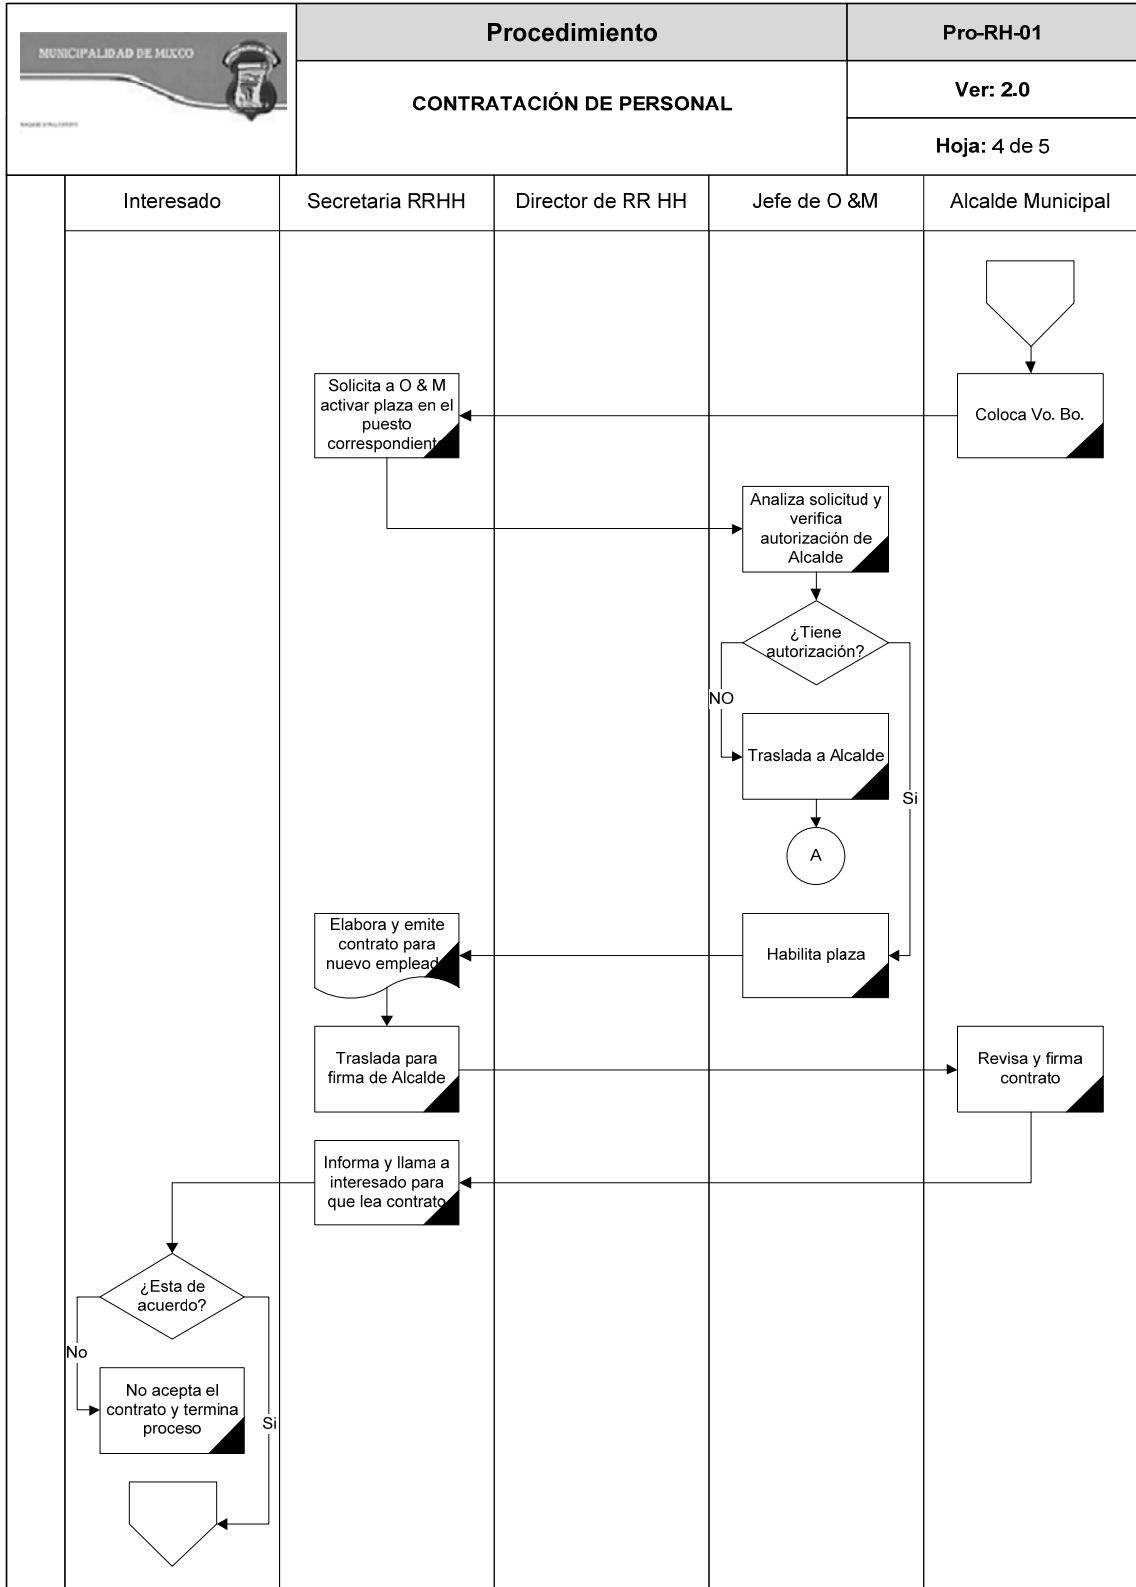 MUNICIPALIDAD DE MIXCO
Procedimiento
Pro-RH-01
CONTRATACIÓN DE PERSONAL
Ver: 2.0
Hoja: 4 de 5
Interesado
Secretaria RRHH
Director de RR HH
Jefe de O &M
Alcalde Municipal
Solicita a O & M
activar plaza en el
puesto
correspondient
Coloca Vo. Bo.
Analiza solicitud y
verifica
autorización de
Alcalde
¿Tiene
autorización?
NO
Traslada a Alcalde
Si
A
Elabora y emite
contrato para
nuevo emplead
Habilita plaza
Traslada para
firma de Alcalde
Revisa y firma
contrato
Informa y llama a
interesado para
que lea contrato
¿Esta de
acuerdo?
No
No acepta el
contrato y termina
proceso
Si